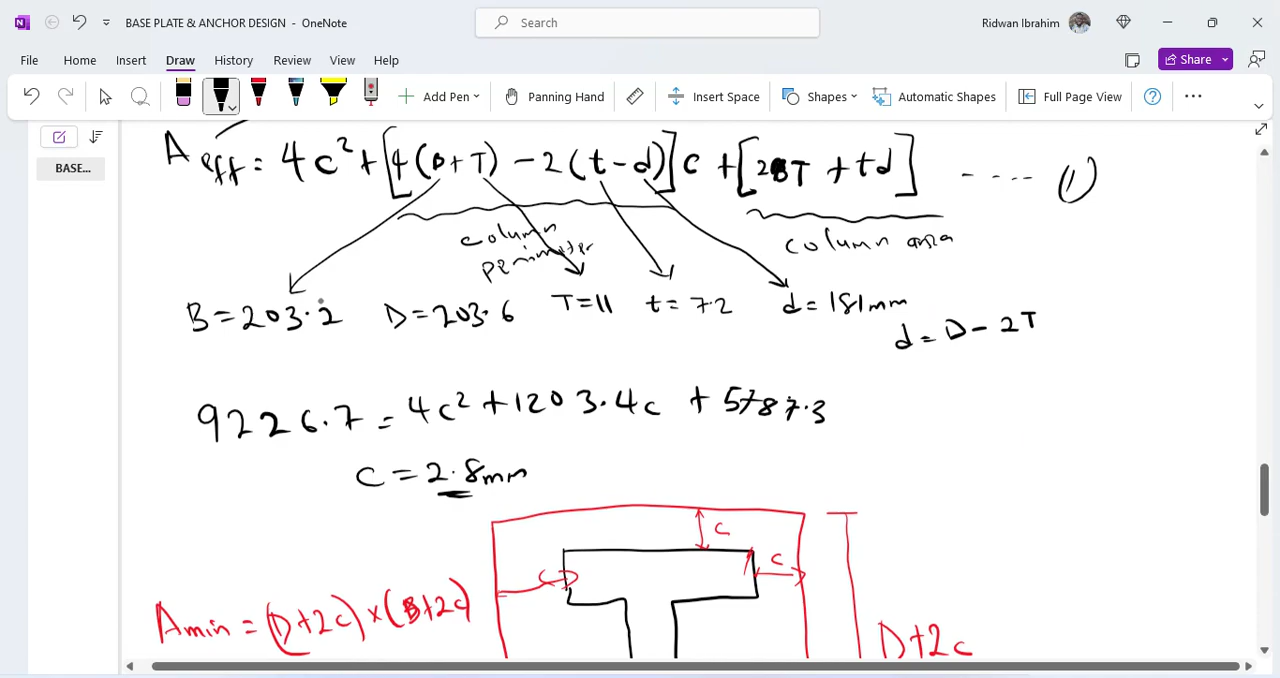 BASE PLATE & ANCHOR DESIGN - OneNote
Search
Ridwan Ibrahim
File Home Insert Draw History Review View Help
Share
Add Pen
Panning Hand
Insert Space
Shapes
Automatic Shapes
Full Page View
BASE...
A eff = 4c² + [4(B+T) - 2(t-d)]c + [2BT + td] ---- (1)
column perimeter
column area
B = 203.2 D = 203.6 T = 11 t = 7.2 d = 181mm
d = D - 2T
9226.7 = 4c² + 1203.4c + 5787.3
c = 2.8mm
c
c
c
Amin = (D+2c) × (B+2c)
D+2c